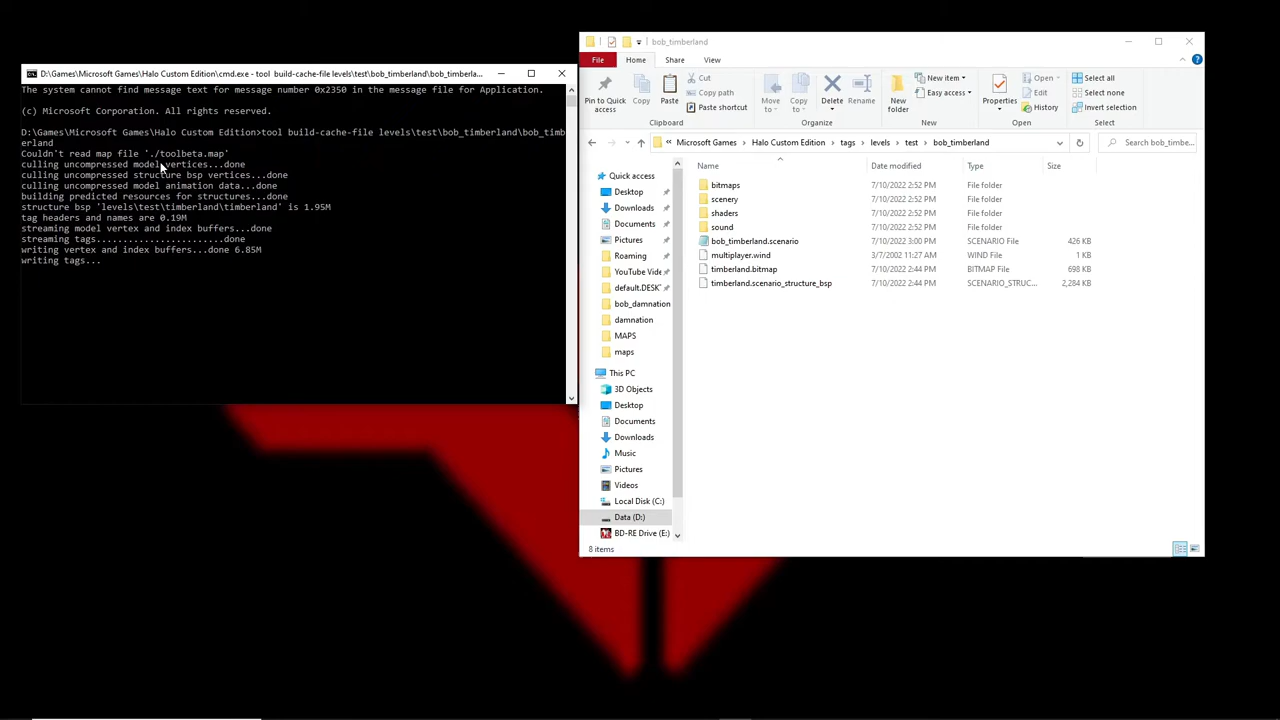 D:\Games\Microsoft Games\Halo Custom Edition\cmd.exe - tool  build-cache-file levels\test\bob_timberland\bob_timberla...
The system cannot find message text for message number 0x2350 in the message file for Application.
(c) Microsoft Corporation. All rights reserved.
D:\Games\Microsoft Games\Halo Custom Edition>tool build-cache-file levels\test\bob_timberland\bob_timb
erland
Couldn't read map file './toolbeta.map'
culling uncompressed model vertices...done
culling uncompressed structure bsp vertices...done
culling uncompressed model animation data...done
building predicted resources for structures...done
structure bsp 'levels\test\timberland\timberland' is 1.95M
tag headers and names are 0.19M
streaming model vertex and index buffers...done
streaming tags.......................done
writing vertex and index buffers...done 6.85M
writing tags...
bob_timberland
File Home Share View
Pin to Quick access
Copy
Paste
Cut
Copy path
Paste shortcut
Clipboard
Move to
Copy to
Delete
Rename
Organize
New folder
New item
New
Properties
Open
Edit
History
Open
Select all
Select none
Invert selection
Select
« Microsoft Games > Halo Custom Edition > tags > levels > test > bob_timberland
Search bob_timbe...
Quick access
Desktop
Downloads
Documents
Pictures
Roaming
YouTube Vide
default.DESK
bob_damnation
damnation
MAPS
maps
This PC
3D Objects
Desktop
Documents
Downloads
Music
Pictures
Videos
Local Disk (C:)
Data (D:)
BD-RE Drive (E:)
Name Date modified Type Size
bitmaps 7/10/2022 2:52 PM File folder
scenery 7/10/2022 2:52 PM File folder
shaders 7/10/2022 2:52 PM File folder
sound 7/10/2022 2:52 PM File folder
bob_timberland.scenario 7/10/2022 3:00 PM SCENARIO File 426 KB
multiplayer.wind 3/7/2002 11:27 AM WIND File 1 KB
timberland.bitmap 7/10/2022 2:44 PM BITMAP File 698 KB
timberland.scenario_structure_bsp 7/10/2022 2:44 PM SCENARIO_STRUC... 2,284 KB
8 items